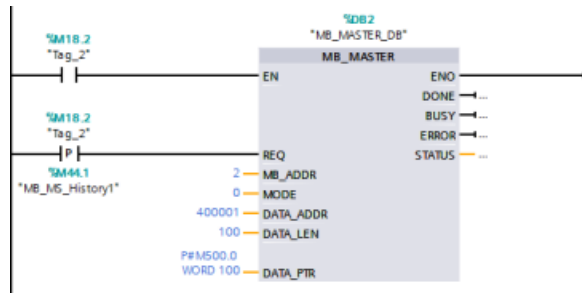 %DB2
"MB_MASTER_DB"
%M18.2
"Tag_2"
MB_MASTER
EN
ENO
DONE
...
BUSY
...
ERROR
...
%M18.2
"Tag_2"
P
REQ
STATUS
...
%M44.1
"MB_MS_History1"
2
MB_ADDR
0
MODE
400001
DATA_ADDR
100
DATA_LEN
P#M500.0
WORD 100
DATA_PTR